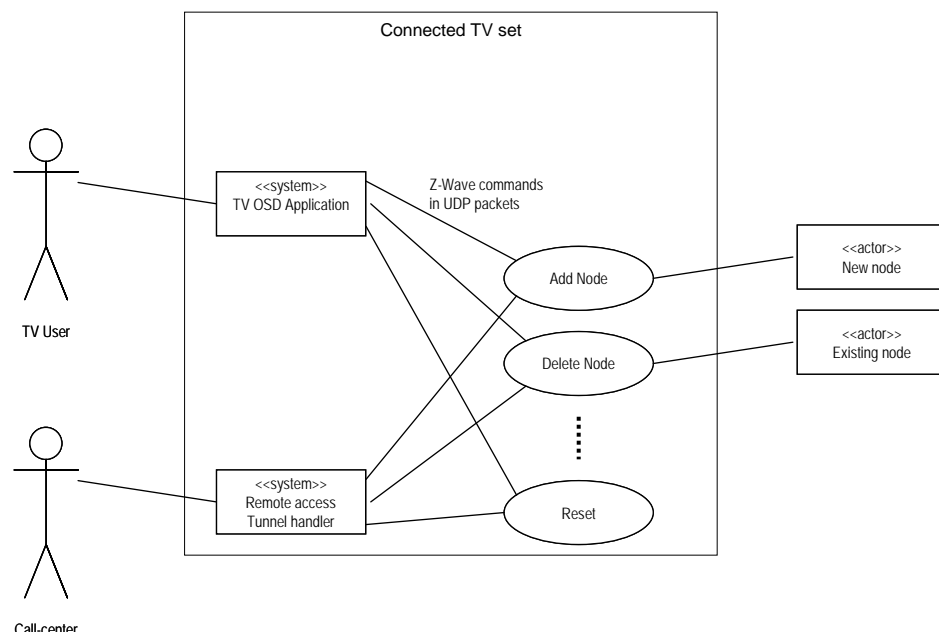 Connected TV set
<<system>>
TV OSD Application
Z-Wave commands
in UDP packets
<<actor>>
New node
Add Node
TV User
<<actor>>
Existing node
Delete Node
<<system>>
Remote access
Tunnel handler
Reset
Call-center